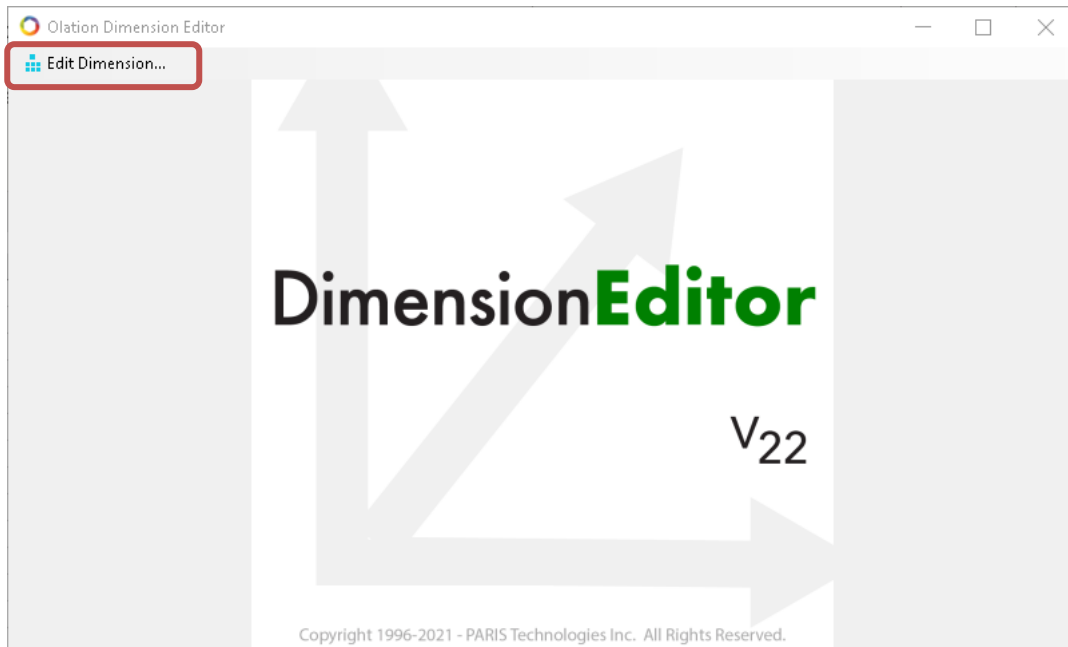 Olation Dimension Editor
Edit Dimension...
DimensionEditor
V22
Copyright 1996-2021 - PARIS Technologies Inc. All Rights Reserved.